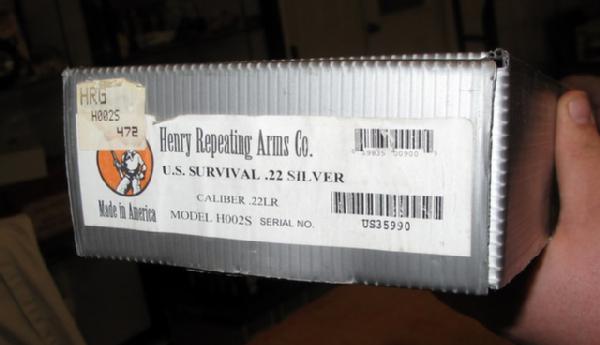 HRG
H002S
472
Henry Repeating Arms Co.
U.S. SURVIVAL .22 SILVER
CALIBER .22LR
Made in America
MODEL H002S SERIAL NO.
US35990